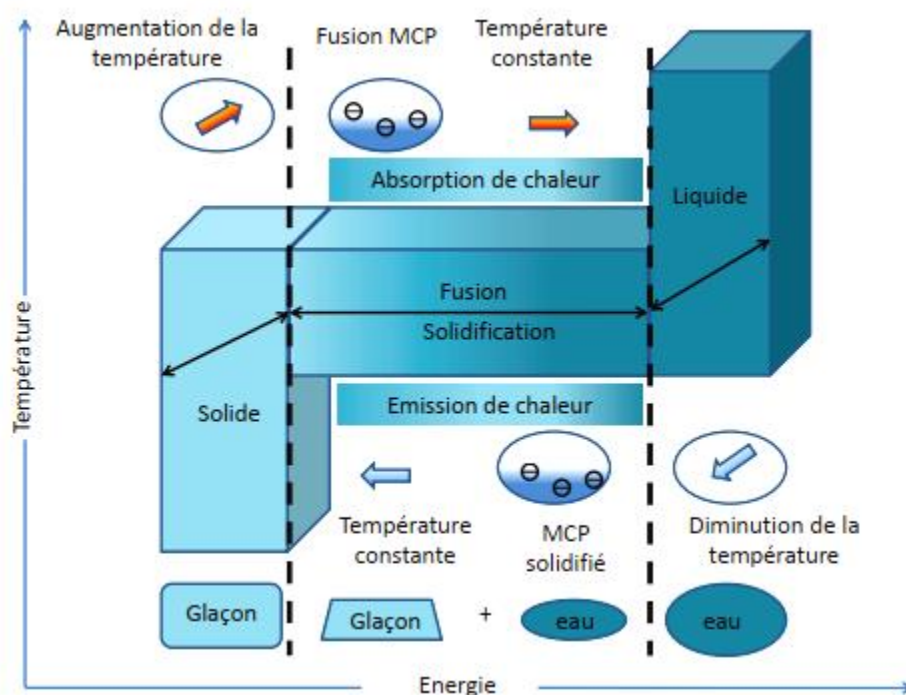 Augmentation de la
température
Fusion MCP
Température
constante
Absorption de chaleur
Liquide
Fusion
Solidification
Température
Solide
Emission de chaleur
Température
constante
MCP
solidifié
Diminution de la
température
Glaçon
Glaçon
+
eau
eau
Energie